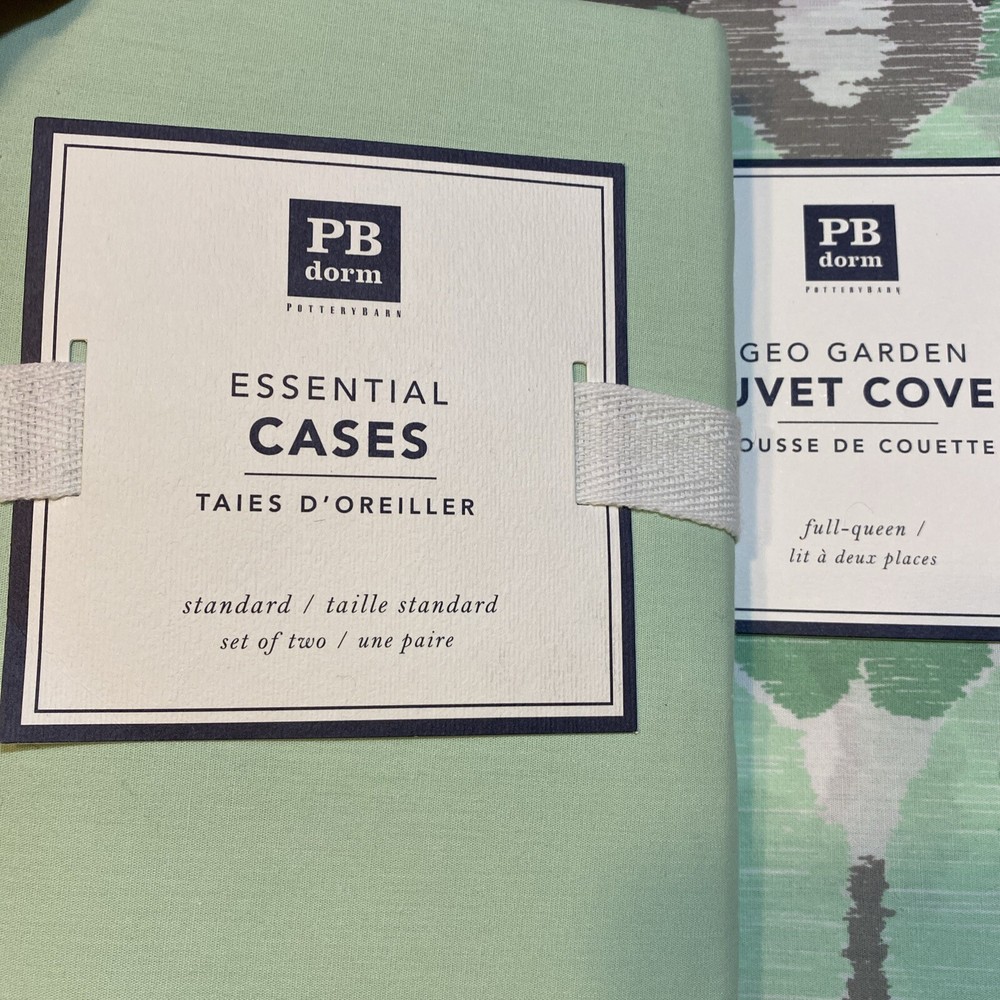 PB
dorm
POTTERYBARN
ESSENTIAL
CASES
TAIES D'OREILLER
standard / taille standard
set of two / une paire
PB
dorm
POTTERYBARN
GEO GARDEN
UVET COVE
OUSSE DE COUETTE
full-queen /
lit à deux places